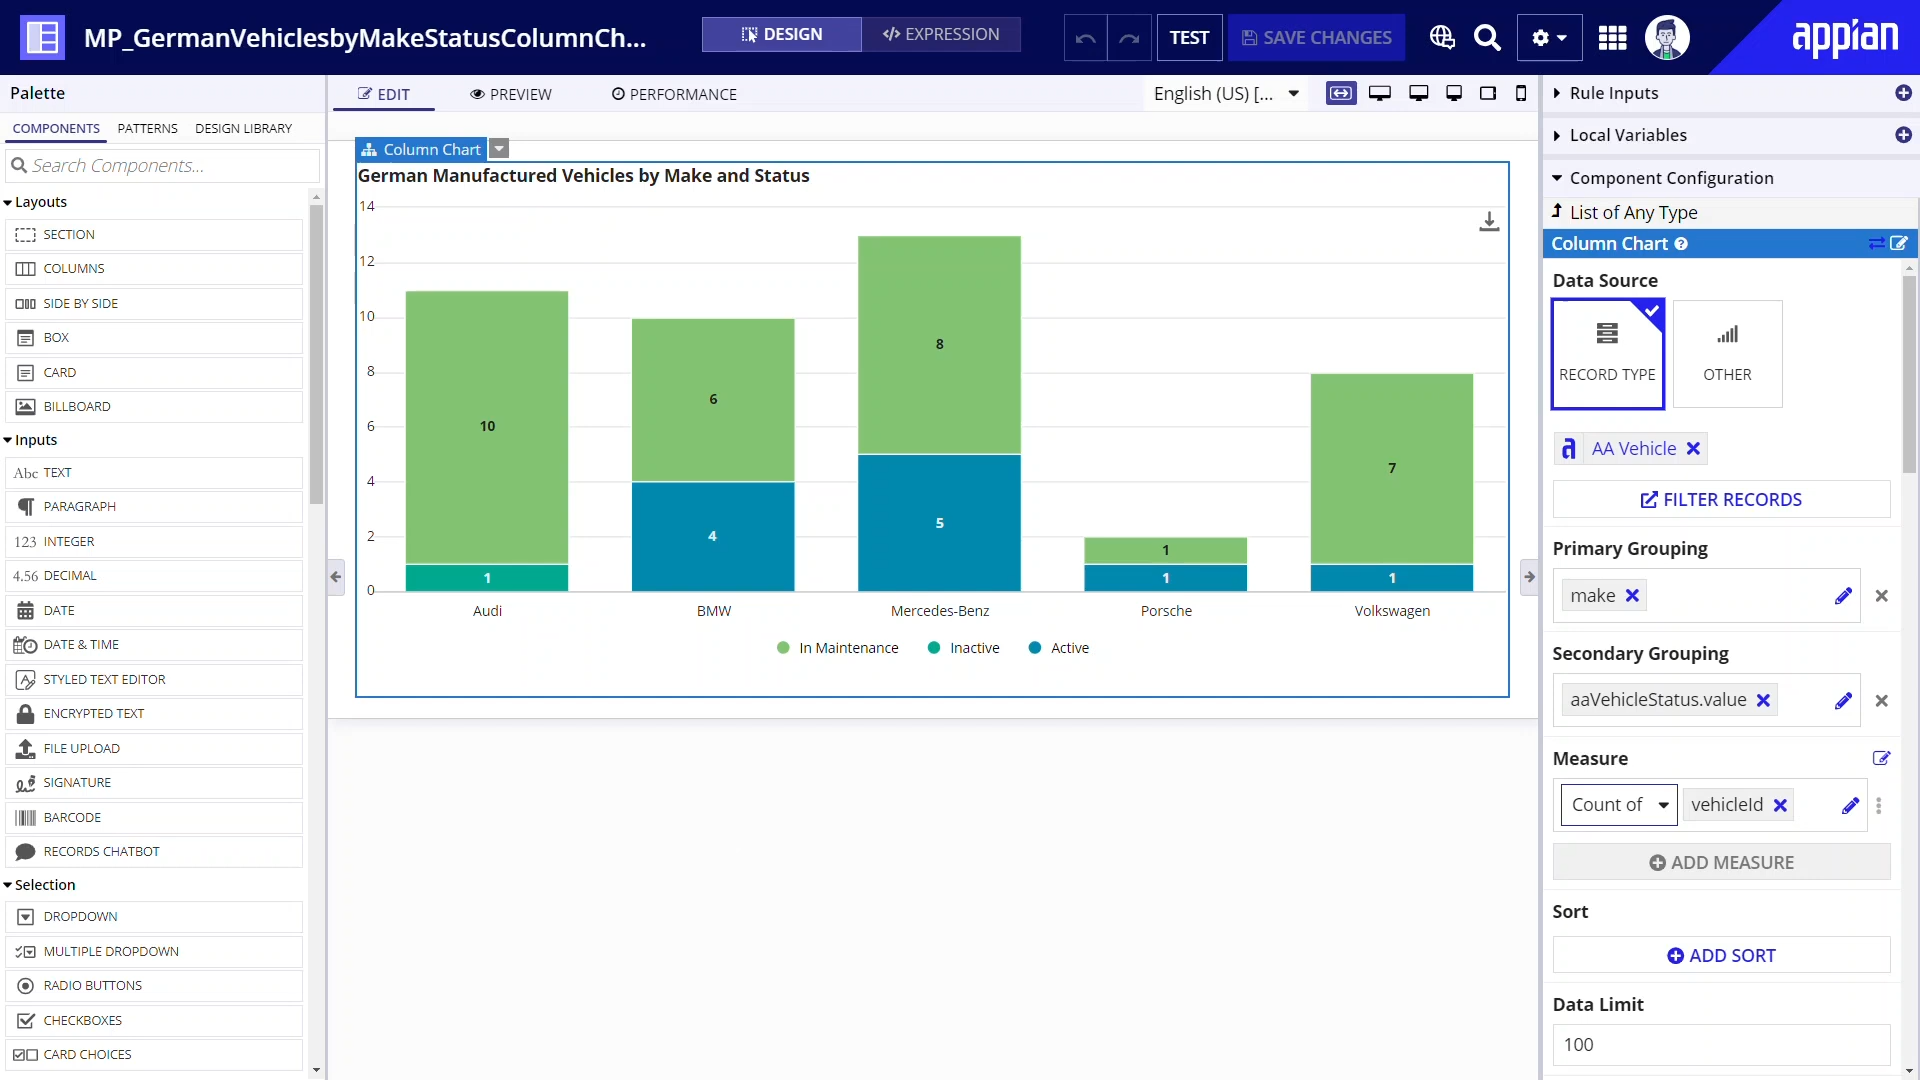 MP_GermanVehiclesbyMakeStatusColumnCh...
DESIGN
</> EXPRESSION
TEST
SAVE CHANGES
appian
Palette
COMPONENTS
PATTERNS
DESIGN LIBRARY
Search Components...
Layouts
SECTION
COLUMNS
SIDE BY SIDE
BOX
CARD
BILLBOARD
Inputs
Abc TEXT
PARAGRAPH
123 INTEGER
4.56 DECIMAL
DATE
DATE & TIME
STYLED TEXT EDITOR
ENCRYPTED TEXT
FILE UPLOAD
SIGNATURE
BARCODE
RECORDS CHATBOT
Selection
DROPDOWN
MULTIPLE DROPDOWN
RADIO BUTTONS
CHECKBOXES
CARD CHOICES
EDIT
PREVIEW
PERFORMANCE
English (US) [...
Column Chart
German Manufactured Vehicles by Make and Status
14
12
10
8
6
4
2
0
10
1
6
4
8
5
1
1
7
1
Audi
BMW
Mercedes-Benz
Porsche
Volkswagen
In Maintenance
Inactive
Active
Rule Inputs
Local Variables
Component Configuration
List of Any Type
Column Chart
Data Source
RECORD TYPE
OTHER
a AA Vehicle
FILTER RECORDS
Primary Grouping
make
Secondary Grouping
aaVehicleStatus.value
Measure
Count of
vehicleId
ADD MEASURE
Sort
ADD SORT
Data Limit
100